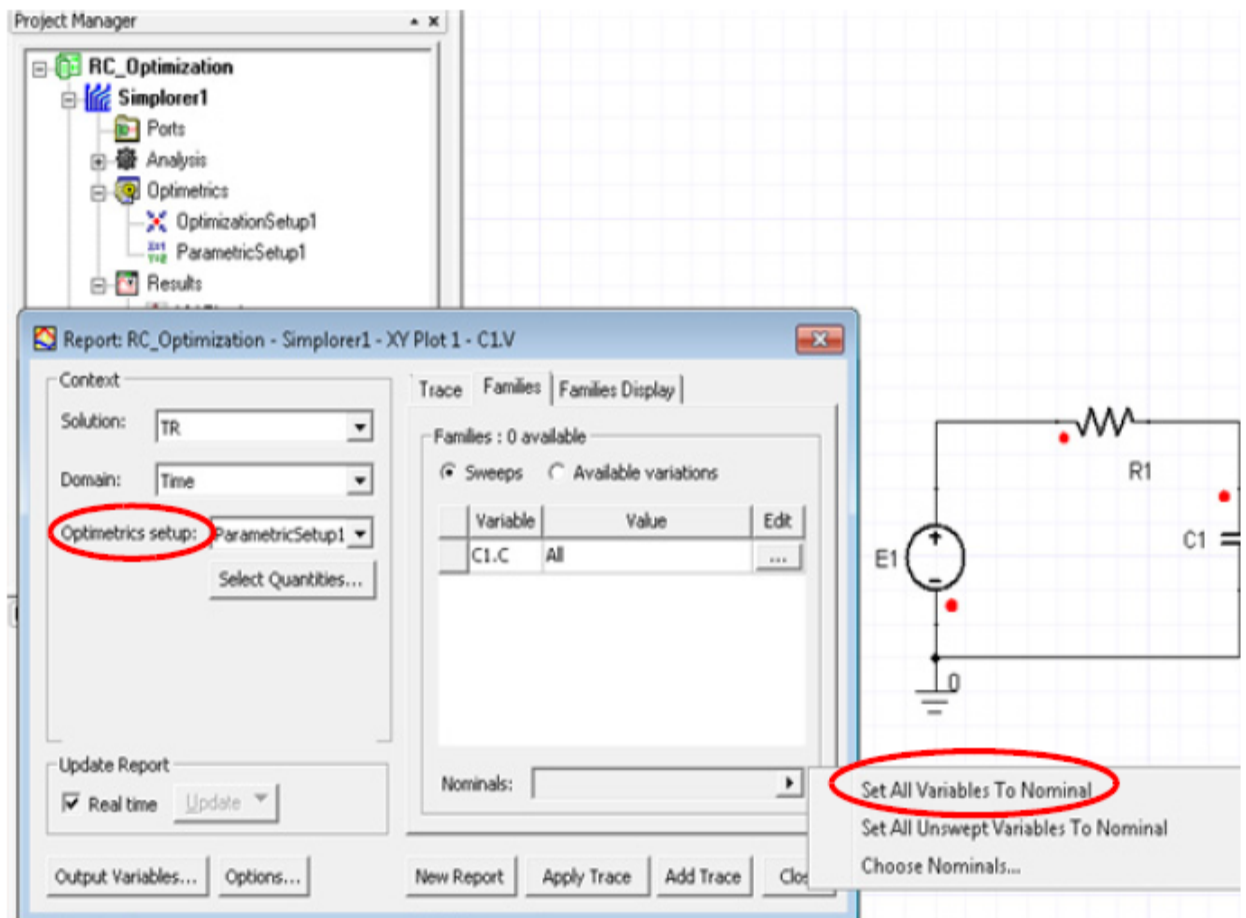 Project Manager
RC_Optimization
Simplorer1
Ports
Analysis
Optimetrics
OptimizationSetup1
ParametricSetup1
Results
Report: RC_Optimization - Simplorer1 - XY Plot 1 - C1.V
Context
Solution: TR
Domain: Time
Optimetrics setup: ParametricSetup1
Select Quantities...
Update Report
Real time Update
Output Variables... Options...
Trace Families Families Display
Families : 0 available
Sweeps Available variations
Variable Value Edit
C1.C All ...
Nominals:
New Report Apply Trace Add Trace
Set All Variables To Nominal
Set All Unswept Variables To Nominal
Choose Nominals...
R1
C1
E1
0